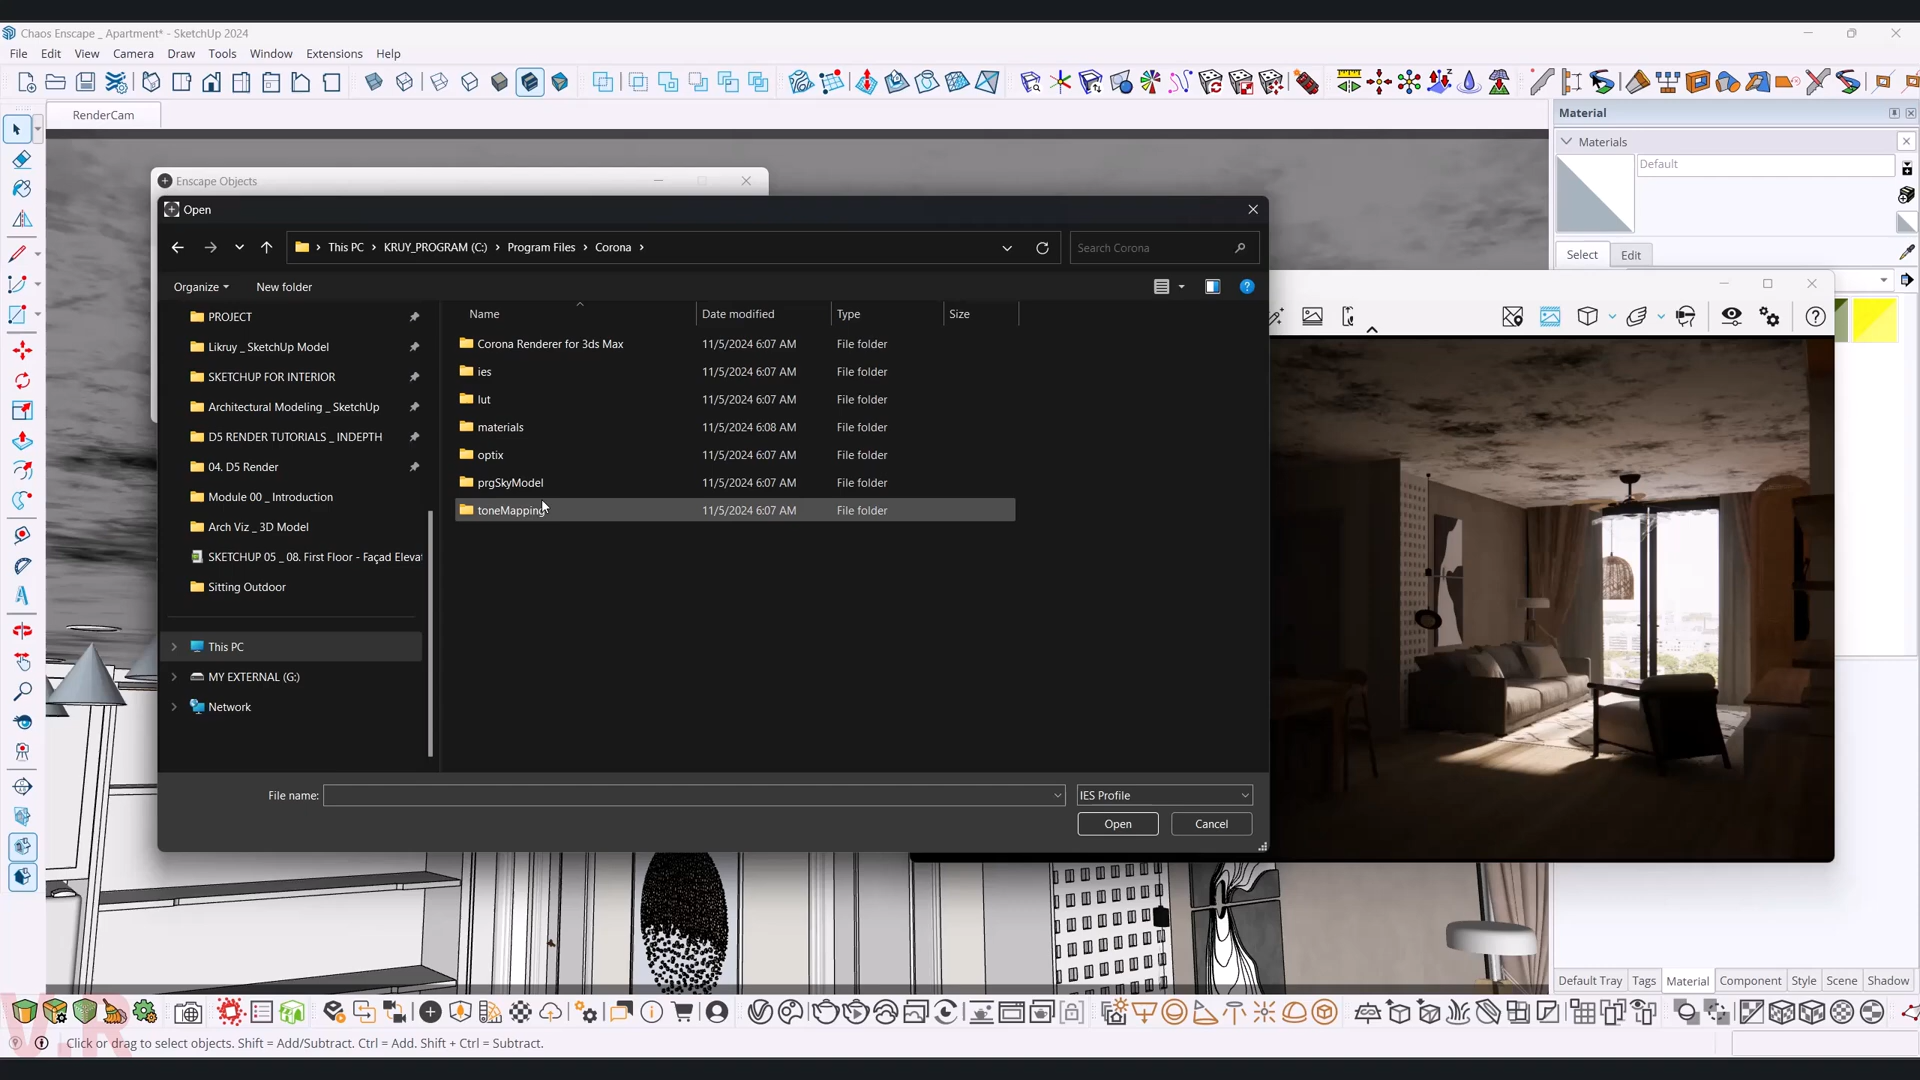 Chaos Enscape _ Apartment* - SketchUp 2024
File Edit View Camera Draw Tools Window Extensions Help
RenderCam
Material
Materials
Default
Select Edit
Enscape Objects
Open
This PC > KRUY_PROGRAM (C:) > Program Files > Corona >
Search Corona
Organize New folder
Name Date modified Type Size
Corona Renderer for 3ds Max 11/5/2024 6:07 AM File folder
ies 11/5/2024 6:07 AM File folder
lut 11/5/2024 6:07 AM File folder
materials 11/5/2024 6:08 AM File folder
optix 11/5/2024 6:07 AM File folder
prgSkyModel 11/5/2024 6:07 AM File folder
toneMapping 11/5/2024 6:07 AM File folder
PROJECT
Likruy _ SketchUp Model
SKETCHUP FOR INTERIOR
Architectural Modeling _ SketchUp
D5 RENDER TUTORIALS _ INDEPTH
04. D5 Render
Module 00 _ Introduction
Arch Viz _ 3D Model
SKETCHUP 05 _ 08. First Floor - Façad Eleva
Sitting Outdoor
This PC
MY EXTERNAL (G:)
Network
File name:
IES Profile
Open Cancel
Default Tray Tags Material Component Style Scene Shadow
V.R
Click or drag to select objects. Shift = Add/Subtract. Ctrl = Add. Shift + Ctrl = Subtract.